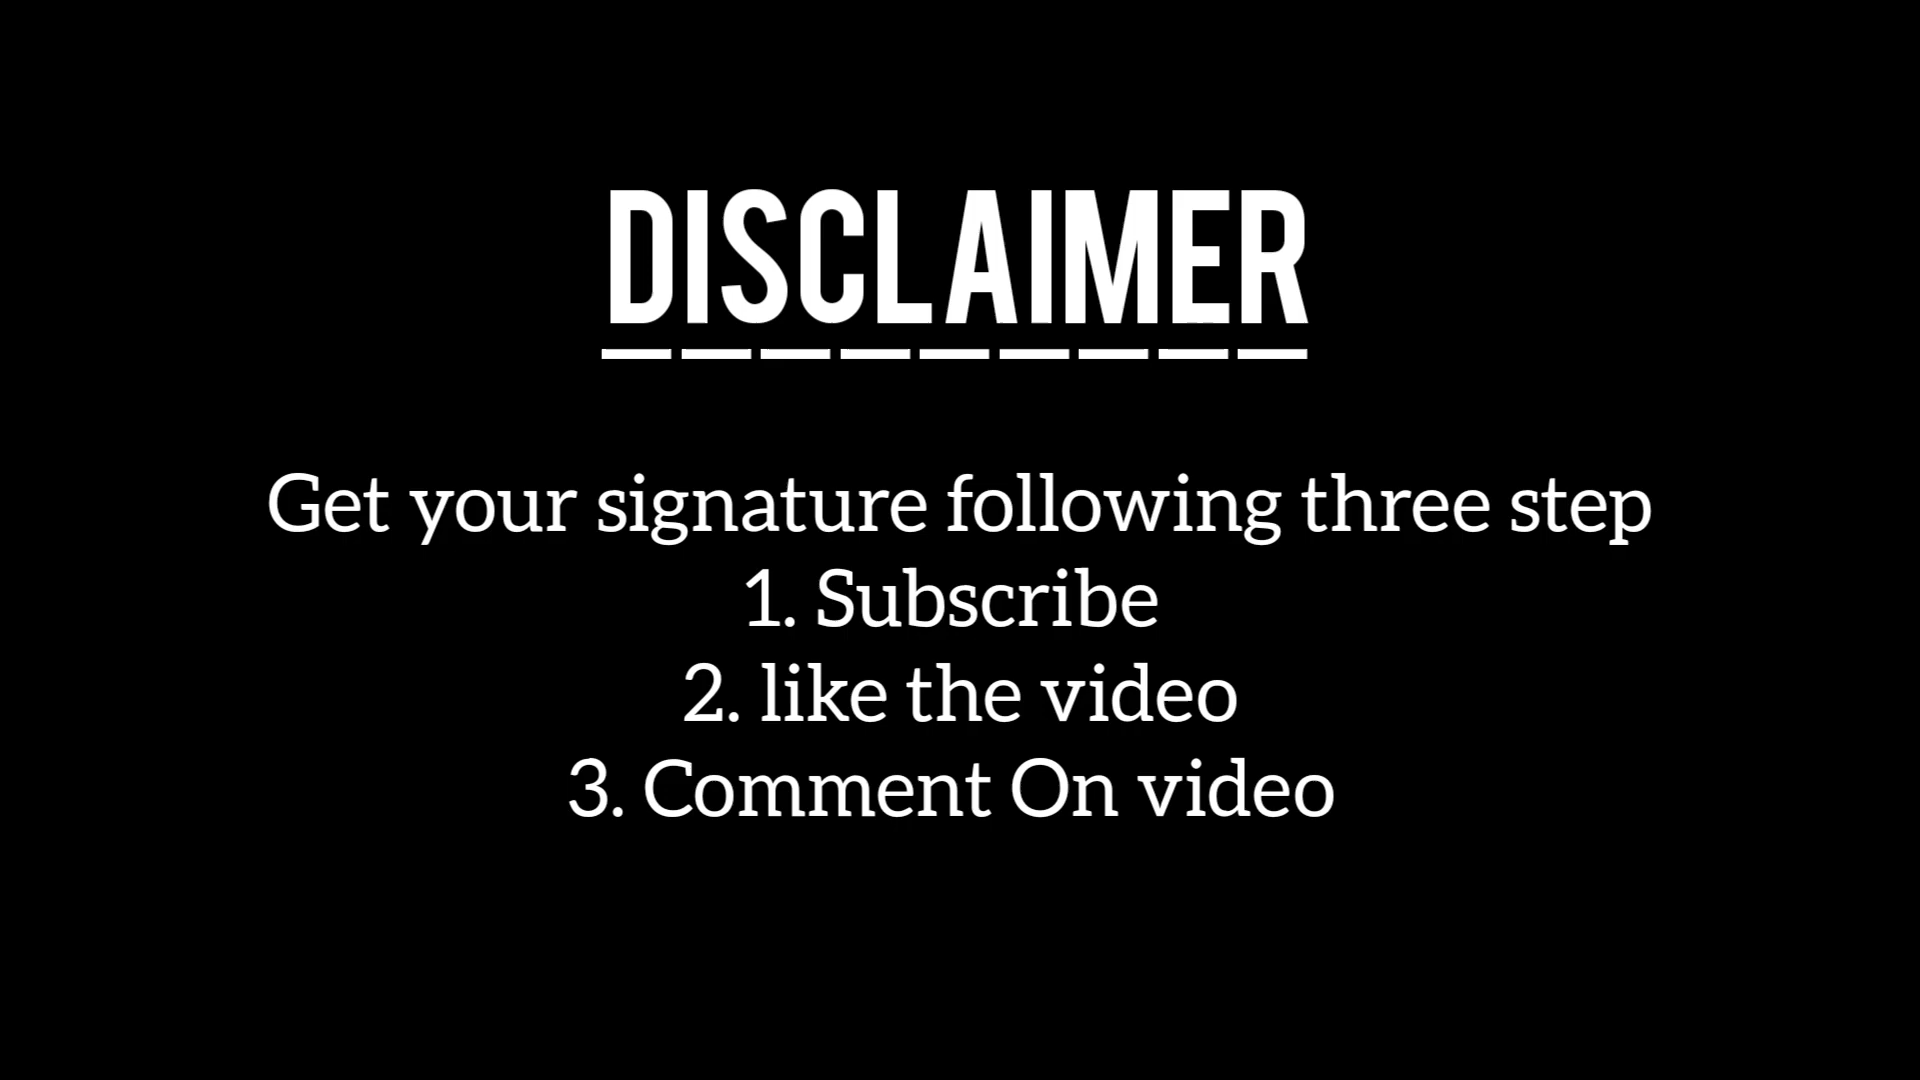 DISCLAIMER
Get your signature following three step
1. Subscribe
2. like the video
3. Comment On video